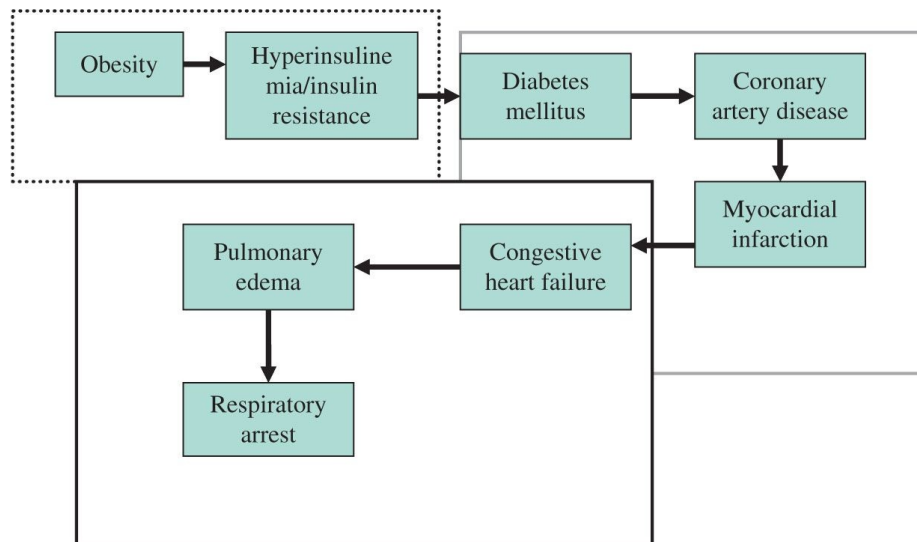 Obesity
Hyperinsuline
mia/insulin
resistance
Diabetes
mellitus
Coronary
artery disease
Myocardial
infarction
Congestive
heart failure
Pulmonary
edema
Respiratory
arrest